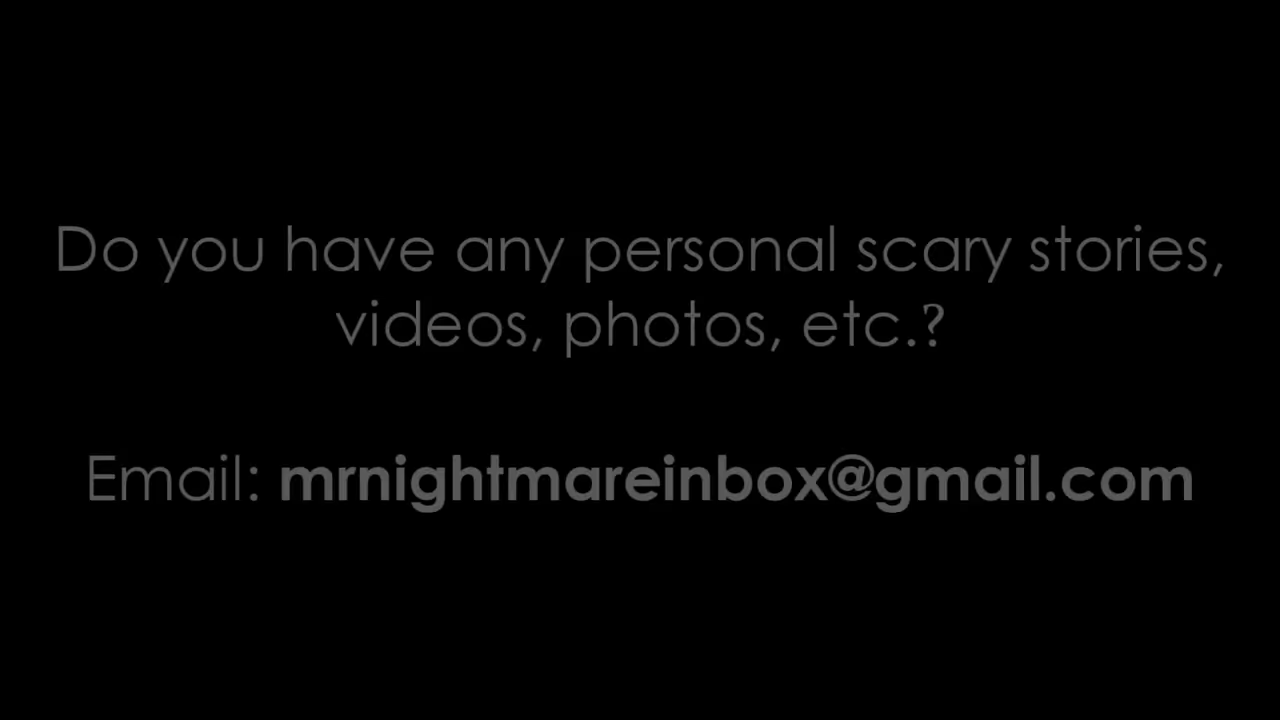 Do you have any personal scary stories,
videos, photos, etc.?
Email: mrnightmareinbox@gmail.com